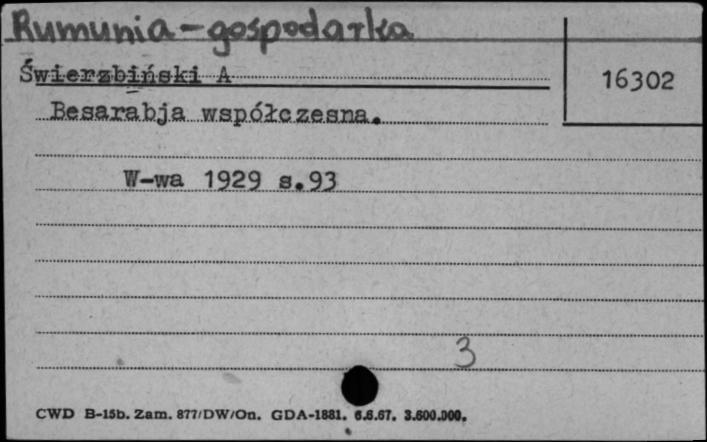 Rumunia - gospodarka
Świerzbiński A
16302
Besarabja współczesna.
W-wa 1929 s.93
3
CWD B-15b. Zam. 877/DW/On. GDA-1881. 6.6.67. 3.600.000.